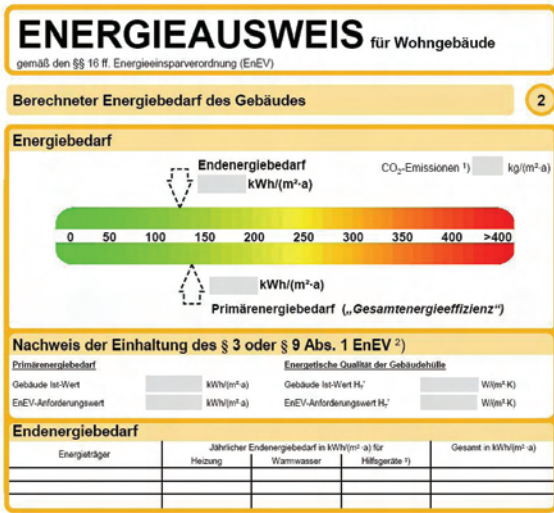 ENERGIEAUSWEIS für Wohngebäude
gemäß den §§ 16 ff. Energieeinsparverordnung (EnEV)
Berechneter Energiebedarf des Gebäudes 2
Energiebedarf
Endenergiebedarf CO₂-Emissionen ¹) kg/(m²·a)
kWh/(m²·a)
0 50 100 150 200 250 300 350 400 >400
kWh/(m²·a)
Primärenergiebedarf („Gesamtenergieeffizienz“)
Nachweis der Einhaltung des § 3 oder § 9 Abs. 1 EnEV ²)
Primärenergiebedarf Energetische Qualität der Gebäudehülle
Gebäude Ist-Wert kWh/(m²·a) Gebäude Ist-Wert H_T' W/(m²·K)
EnEV-Anforderungswert kWh/(m²·a) EnEV-Anforderungswert H_T' W/(m²·K)
Endenergiebedarf
Jährlicher Endenergiebedarf in kWh/(m²·a) für Gesamt in kWh/(m²·a)
Energieträger Heizung Warmwasser Hilfsgeräte ³)